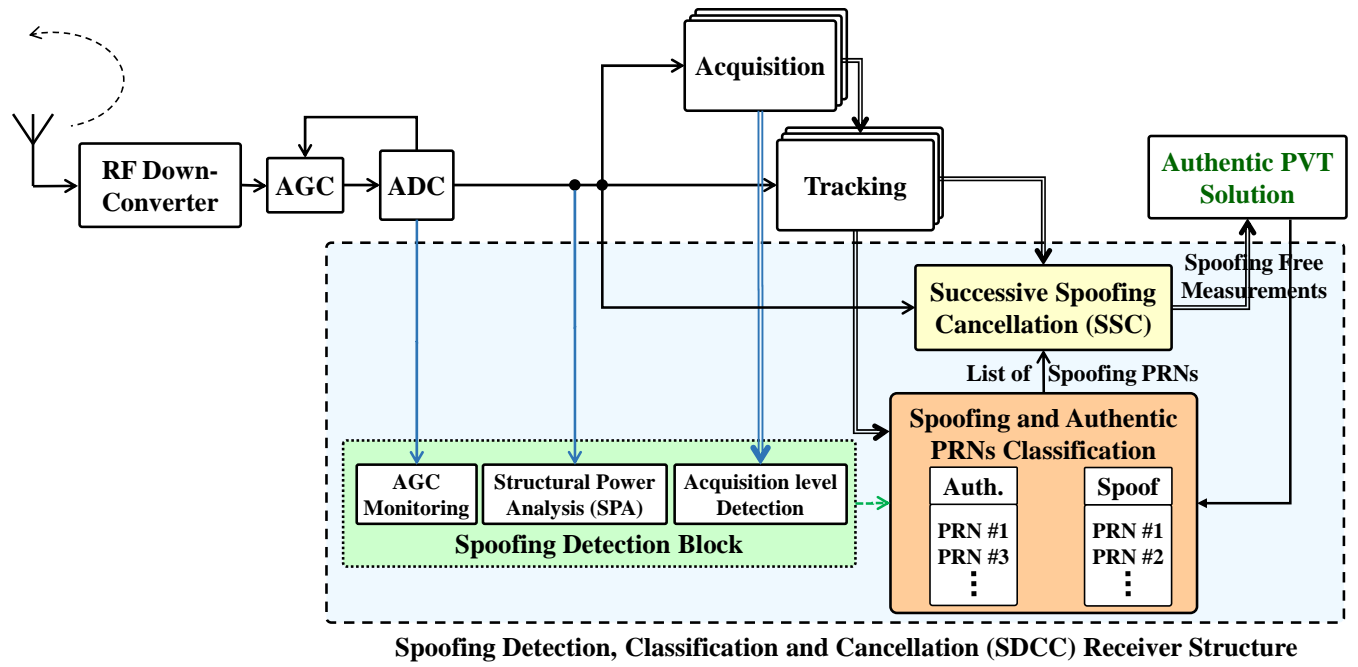 Acquisition
RF Down-
Converter
AGC
ADC
Tracking
Authentic PVT
Solution
Spoofing Free
Measurements
Successive Spoofing
Cancellation (SSC)
List of Spoofing PRNs
Spoofing and Authentic
PRNs Classification
Auth.
PRN #1
PRN #3
⋮
Spoof
PRN #1
PRN #2
⋮
AGC
Monitoring
Structural Power
Analysis (SPA)
Acquisition level
Detection
Spoofing Detection Block
Spoofing Detection, Classification and Cancellation (SDCC) Receiver Structure